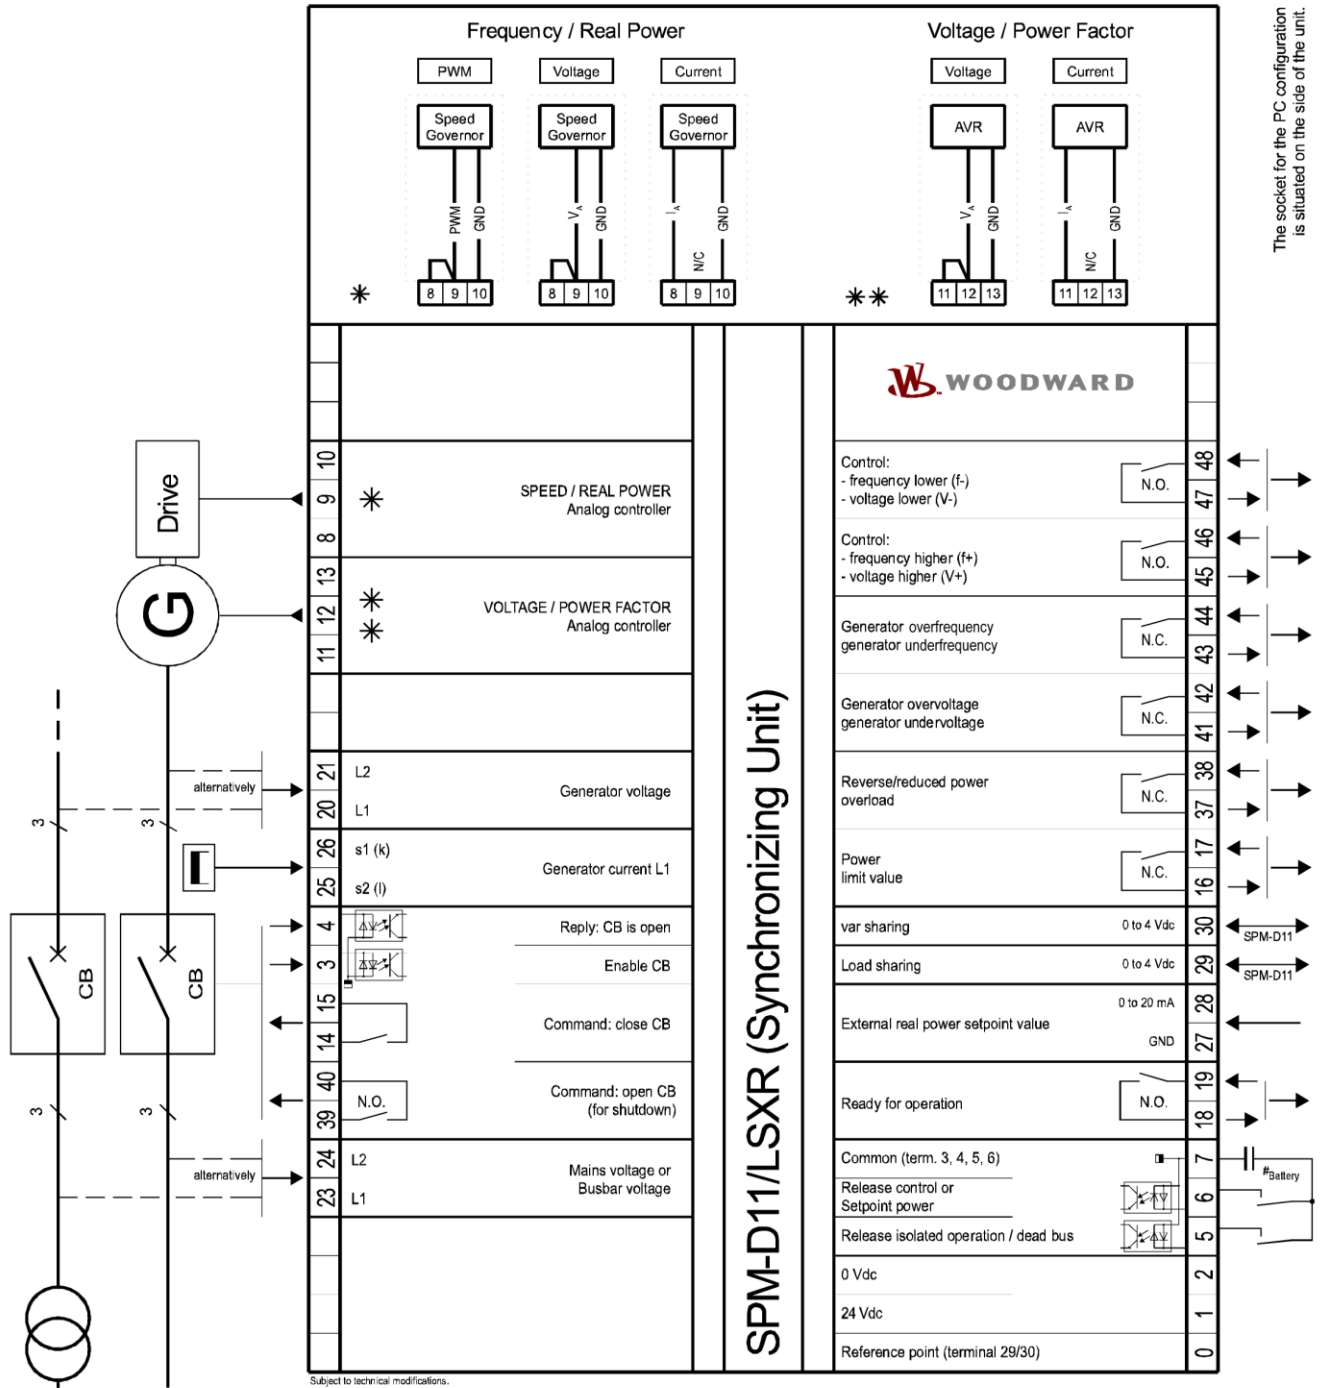 Frequency / Real Power
Voltage / Power Factor
The socket for the PC configuration
is situated on the side of the unit.
PWM
Voltage
Current
Voltage
Current
Speed
Governor
Speed
Governor
Speed
Governor
AVR
AVR
PWM
GND
VA
GND
IA
N/C
GND
VA
GND
IA
N/C
GND
*
8 9 10
8 9 10
8 9 10
**
11 12 13
11 12 13
WOODWARD
SPM-D11/LSXR (Synchronizing Unit)
Drive
G
10
9
8
*
SPEED / REAL POWER
Analog controller
13
12
11
*
*
VOLTAGE / POWER FACTOR
Analog controller
alternatively
21 L2
20 L1
Generator voltage
3
3
26 s1 (k)
25 s2 (l)
Generator current L1
CB
CB
4
Reply: CB is open
3
Enable CB
15
14
Command: close CB
40
39
N.O.
Command: open CB
(for shutdown)
3
3
alternatively
24 L2
23 L1
Mains voltage or
Busbar voltage
Control:
- frequency lower (f-)
- voltage lower (V-)
N.O.
48
47
Control:
- frequency higher (f+)
- voltage higher (V+)
N.O.
46
45
Generator overfrequency
generator underfrequency
N.C.
44
43
Generator overvoltage
generator undervoltage
N.C.
42
41
Reverse/reduced power
overload
N.C.
38
37
Power
limit value
N.C.
17
16
var sharing 0 to 4 Vdc 30
SPM-D11
Load sharing 0 to 4 Vdc 29
SPM-D11
External real power setpoint value
0 to 20 mA 28
GND 27
Ready for operation
N.O.
19
18
Common (term. 3, 4, 5, 6) 7
#Battery
Release control or
Setpoint power
6
Release isolated operation / dead bus 5
0 Vdc 2
24 Vdc 1
Reference point (terminal 29/30) 0
Subject to technical modifications.